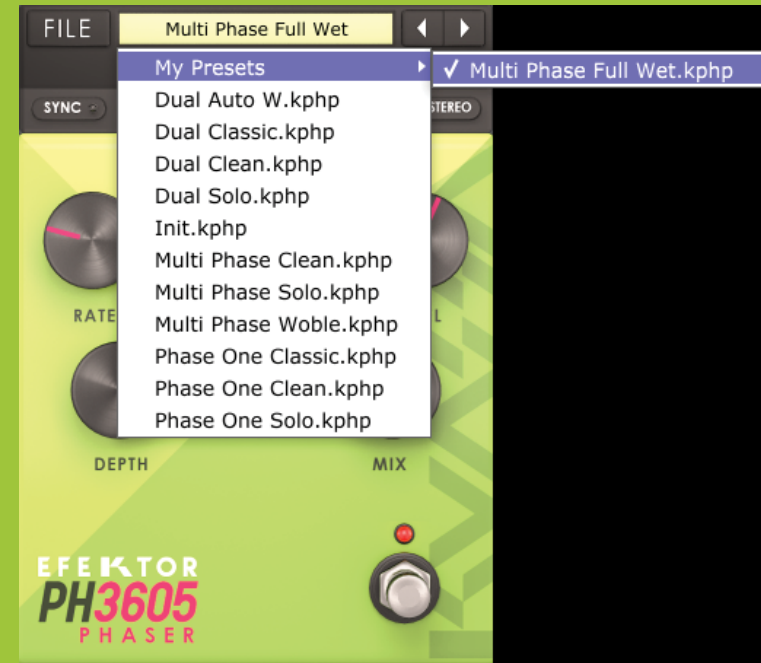 FILE
Multi Phase Full Wet
My Presets
✓ Multi Phase Full Wet.kphp
Dual Auto W.kphp
Dual Classic.kphp
Dual Clean.kphp
Dual Solo.kphp
Init.kphp
Multi Phase Clean.kphp
Multi Phase Solo.kphp
Multi Phase Woble.kphp
Phase One Classic.kphp
Phase One Clean.kphp
Phase One Solo.kphp
SYNC
STEREO
RATE
L
DEPTH
MIX
EFEKTOR
PH3605
PHASER